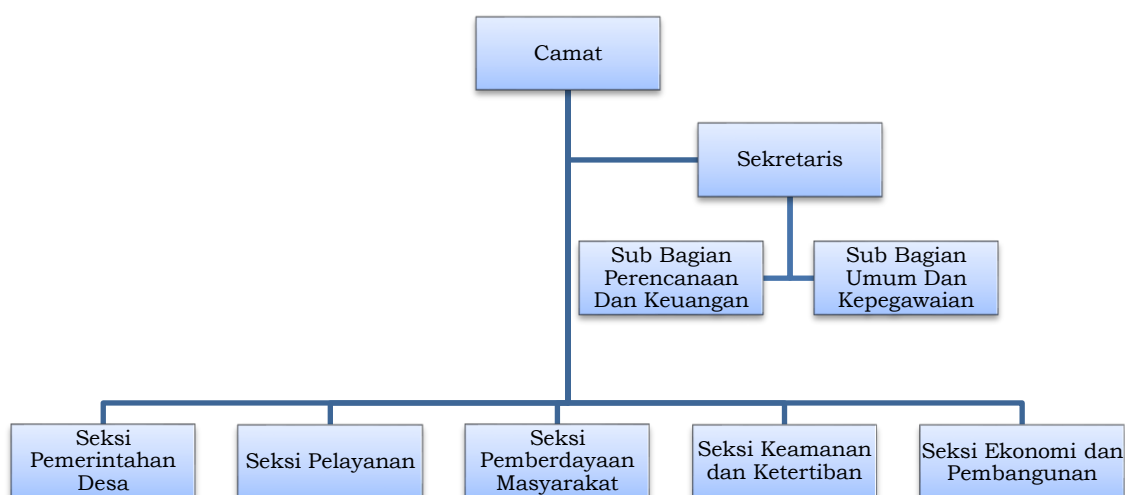 Camat
Sekretaris
Sub Bagian
Perencanaan
Dan Keuangan
Sub Bagian
Umum Dan
Kepegawaian
Seksi
Pemerintahan
Desa
Seksi Pelayanan
Seksi
Pemberdayaan
Masyarakat
Seksi Keamanan
dan Ketertiban
Seksi Ekonomi dan
Pembangunan